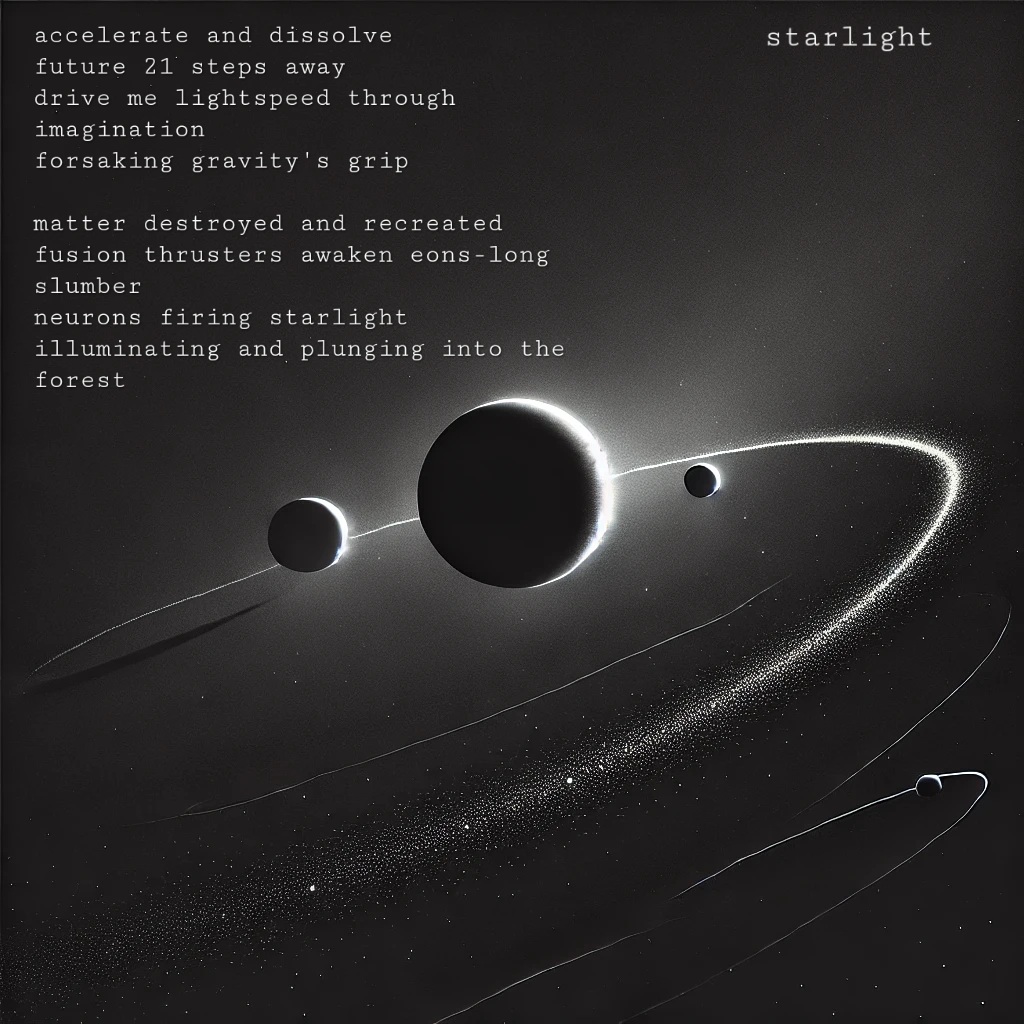 starlight
accelerate and dissolve
future 21 steps away
drive me lightspeed through
imagination
forsaking gravity's grip
matter destroyed and recreated
fusion thrusters awaken eons-long
slumber
neurons firing starlight
illuminating and plunging into the
forest